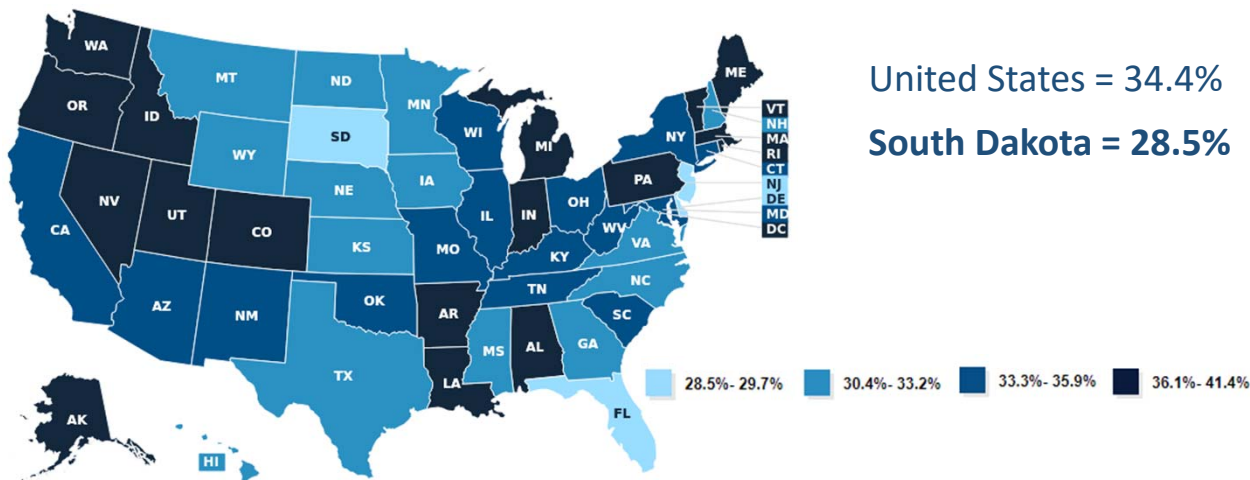 WA
MT
ND
MN
ME
OR
ID
SD
WI
NY
VT
NH
MA
RI
CT
NJ
DE
MD
DC
MI
WY
IA
PA
NV
NE
IL
IN
OH
UT
CO
CA
KS
MO
WV
VA
KY
NC
TN
AZ
NM
OK
AR
SC
MS
AL
GA
TX
LA
FL
AK
HI
United States = 34.4%
South Dakota = 28.5%
28.5%- 29.7%
30.4%- 33.2%
33.3%- 35.9%
36.1%- 41.4%